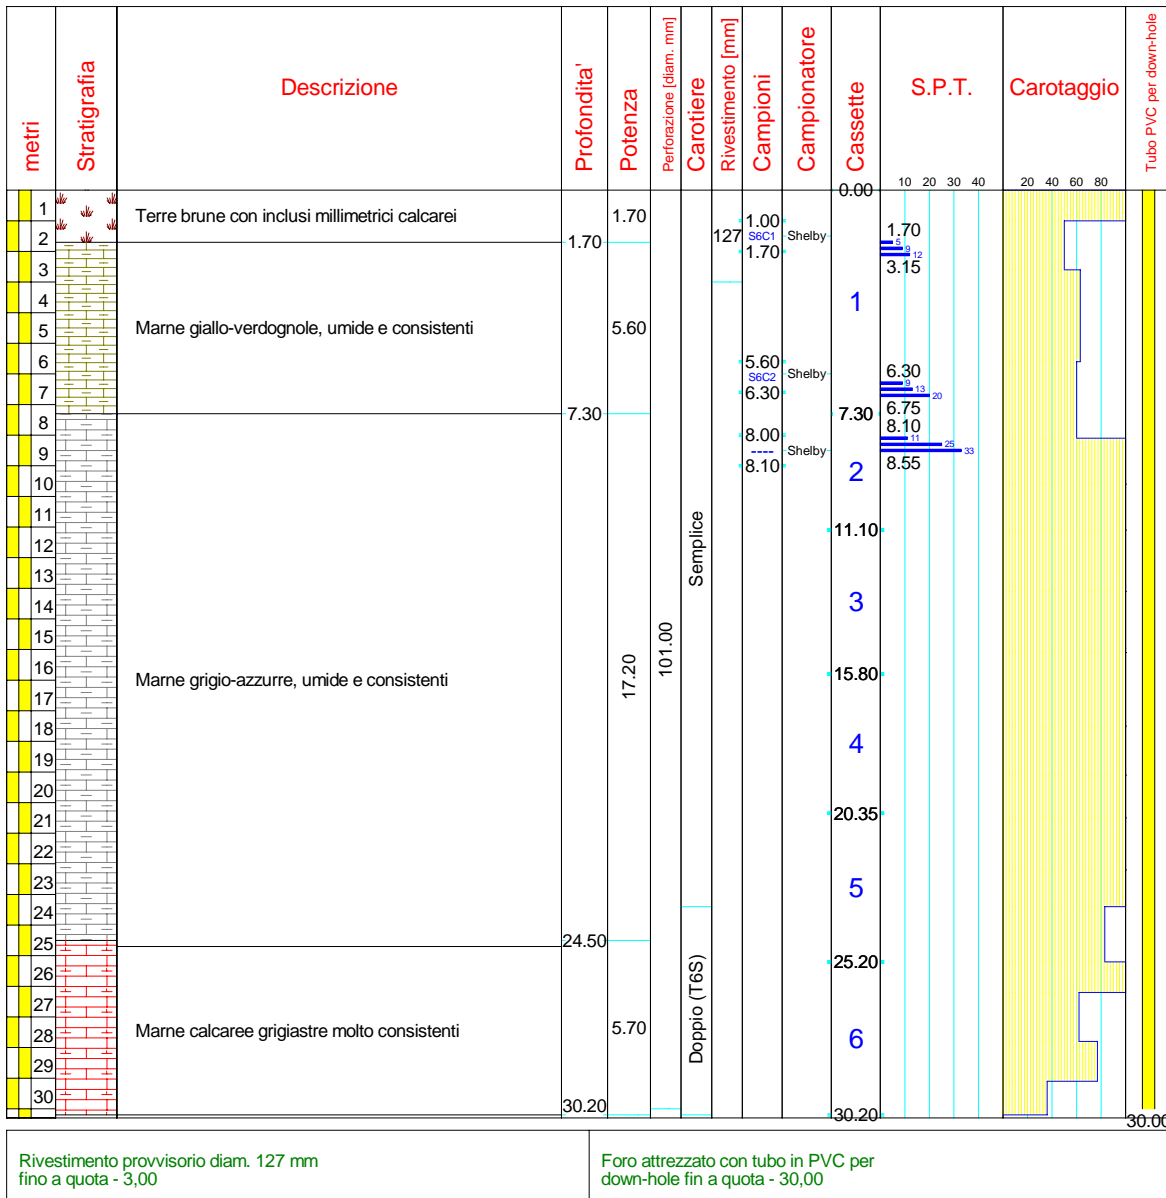 metri
Stratigrafia
Descrizione
Profondita'
Potenza
Perforazione [diam. mm]
Carotiere
Rivestimento [mm]
Campioni
Campionatore
Cassette
S.P.T.
Carotaggio
Tubo PVC per down-hole
0.00
10 20 30 40
20 40 60 80
1
2
3
4
5
6
7
8
9
10
11
12
13
14
15
16
17
18
19
20
21
22
23
24
25
26
27
28
29
30
Terre brune con inclusi millimetrici calcarei
Marne giallo-verdognole, umide e consistenti
Marne grigio-azzurre, umide e consistenti
Marne calcaree grigiastre molto consistenti
1.70
7.30
24.50
30.20
1.70
5.60
17.20
5.70
101.00
Semplice
Doppio (T6S)
127
1.00
S6C1
1.70
5.60
S6C2
6.30
8.00
----
8.10
Shelby
Shelby
Shelby
1
7.30
2
11.10
3
15.80
4
20.35
5
25.20
6
30.20
1.70
5
9
12
3.15
6.30
9
13
20
6.75
8.10
11
25
33
8.55
30.00
Rivestimento provvisorio diam. 127 mm
fino a quota - 3,00
Foro attrezzato con tubo in PVC per
down-hole fin a quota - 30,00